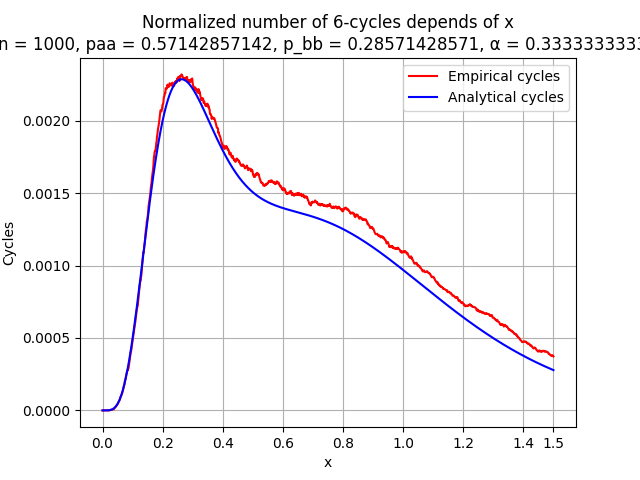 Normalized number of 6-cycles depends of x
n = 1000, paa = 0.57142857142, p_bb = 0.28571428571, α = 0.3333333333
Empirical cycles
Analytical cycles
Cycles
0.0020
0.0015
0.0010
0.0005
0.0000
0.0 0.2 0.4 0.6 0.8 1.0 1.2 1.4 1.5
x